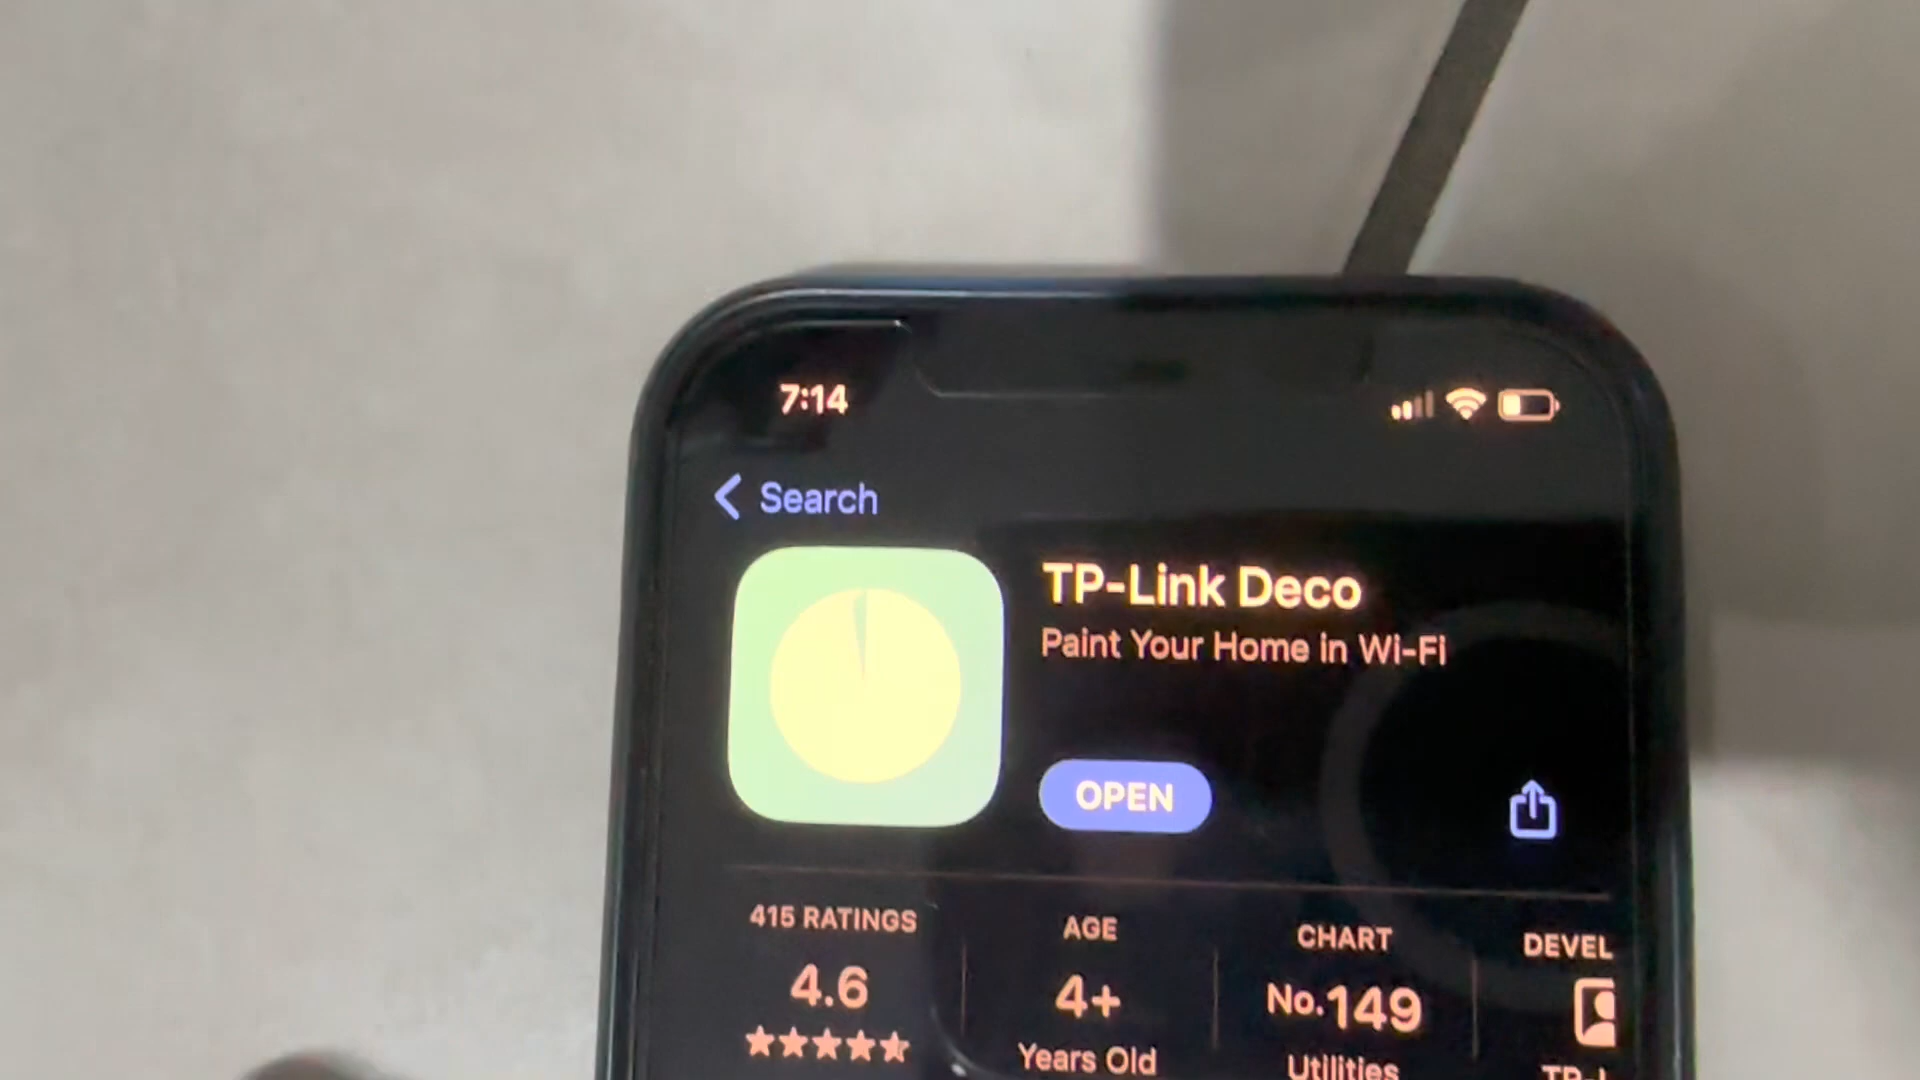 7:14
Search
TP-Link Deco
Paint Your Home in Wi-Fi
OPEN
415 RATINGS
AGE
CHART
DEVEL
4.6
4+
No.149
Years Old
Utilities
TP-L